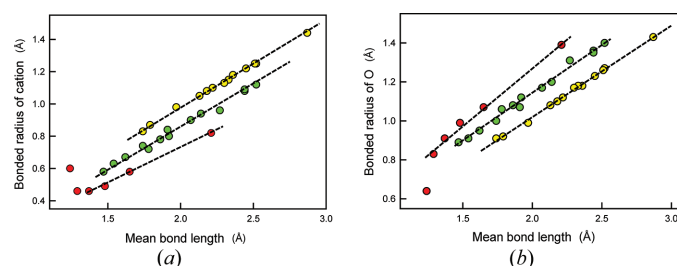 (a)
Bonded radius of cation (Å)
1.4
1.2
1.0
0.8
0.6
0.4
1.5 2.0 2.5 3.0
Mean bond length (Å)
(a)
(b)
Bonded radius of O (Å)
1.4
1.2
1.0
0.8
0.6
1.5 2.0 2.5 3.0
Mean bond length (Å)
(b)